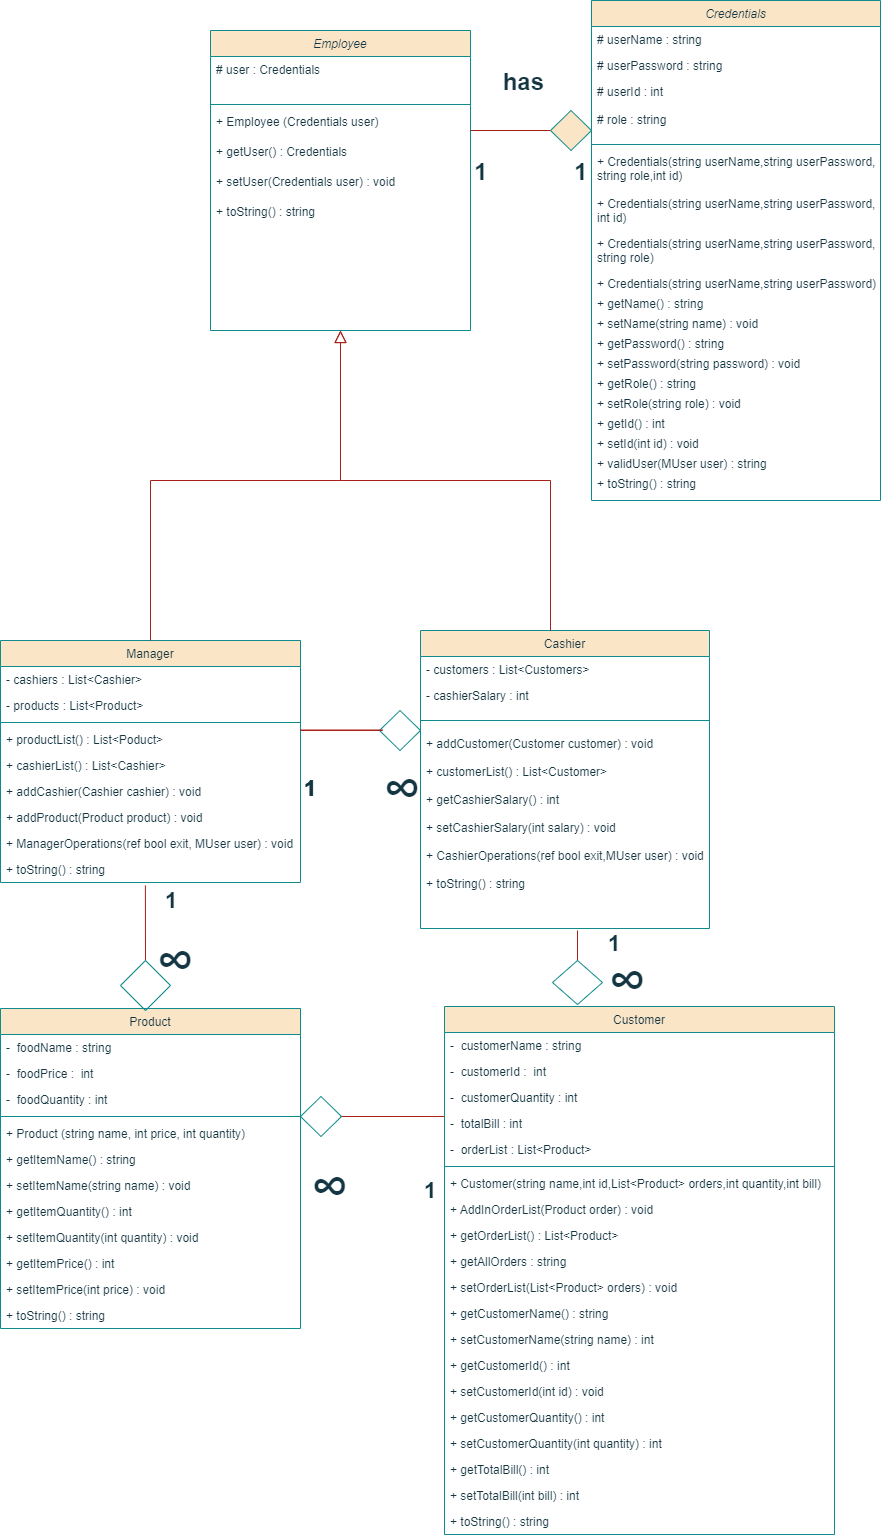 Employee
# user : Credentials
+ Employee (Credentials user)
+ getUser() : Credentials
+ setUser(Credentials user) : void
+ toString() : string
has
1
1
Credentials
# userName : string
# userPassword : string
# userId : int
# role : string
+ Credentials(string userName,string userPassword,
string role,int id)
+ Credentials(string userName,string userPassword,
int id)
+ Credentials(string userName,string userPassword,
string role)
+ Credentials(string userName,string userPassword)
+ getName() : string
+ setName(string name) : void
+ getPassword() : string
+ setPassword(string password) : void
+ getRole() : string
+ setRole(string role) : void
+ getId() : int
+ setId(int id) : void
+ validUser(MUser user) : string
+ toString() : string
Manager
- cashiers : List<Cashier>
- products : List<Product>
+ productList() : List<Poduct>
+ cashierList() : List<Cashier>
+ addCashier(Cashier cashier) : void
+ addProduct(Product product) : void
+ ManagerOperations(ref bool exit, MUser user) : void
+ toString() : string
1
∞
Cashier
- customers : List<Customers>
- cashierSalary : int
+ addCustomer(Customer customer) : void
+ customerList() : List<Customer>
+ getCashierSalary() : int
+ setCashierSalary(int salary) : void
+ CashierOperations(ref bool exit,MUser user) : void
+ toString() : string
1
∞
1
∞
Product
- foodName : string
- foodPrice : int
- foodQuantity : int
+ Product (string name, int price, int quantity)
+ getItemName() : string
+ setItemName(string name) : void
+ getItemQuantity() : int
+ setItemQuantity(int quantity) : void
+ getItemPrice() : int
+ setItemPrice(int price) : void
+ toString() : string
∞
1
Customer
- customerName : string
- customerId : int
- customerQuantity : int
- totalBill : int
- orderList : List<Product>
+ Customer(string name,int id,List<Product> orders,int quantity,int bill)
+ AddInOrderList(Product order) : void
+ getOrderList() : List<Product>
+ getAllOrders : string
+ setOrderList(List<Product> orders) : void
+ getCustomerName() : string
+ setCustomerName(string name) : int
+ getCustomerId() : int
+ setCustomerId(int id) : void
+ getCustomerQuantity() : int
+ setCustomerQuantity(int quantity) : int
+ getTotalBill() : int
+ setTotalBill(int bill) : int
+ toString() : string